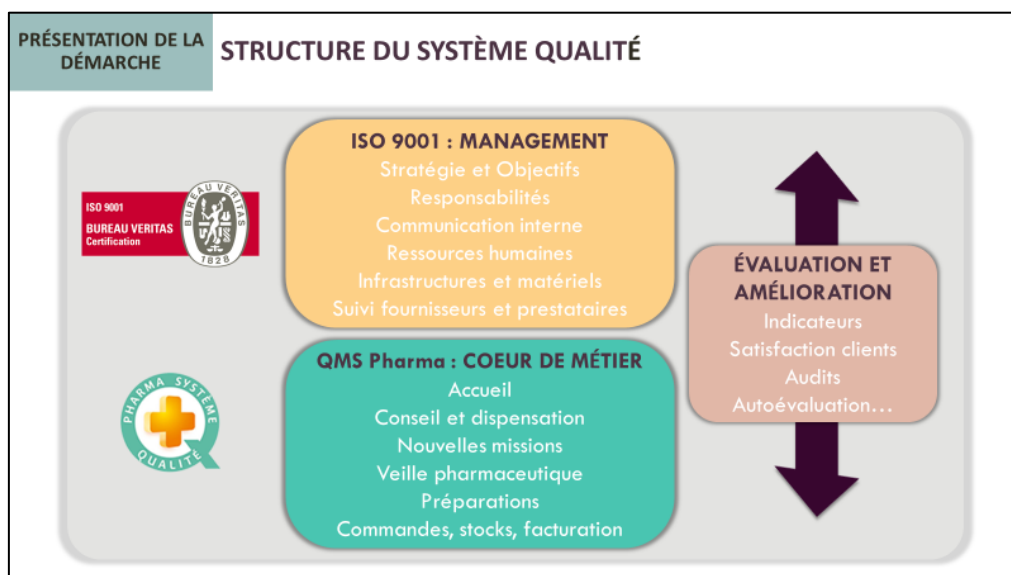 PRÉSENTATION DE LA
DÉMARCHE
STRUCTURE DU SYSTÈME QUALITÉ
ISO 9001 : MANAGEMENT
Stratégie et Objectifs
Responsabilités
Communication interne
Ressources humaines
Infrastructures et matériels
Suivi fournisseurs et prestataires
ISO 9001
BUREAU VERITAS
Certification
BUREAU VERITAS
1828
QMS Pharma : COEUR DE MÉTIER
Accueil
Conseil et dispensation
Nouvelles missions
Veille pharmaceutique
Préparations
Commandes, stocks, facturation
PHARMA SYSTÈME
QUALITÉ
ÉVALUATION ET
AMÉLIORATION
Indicateurs
Satisfaction clients
Audits
Autoévaluation...